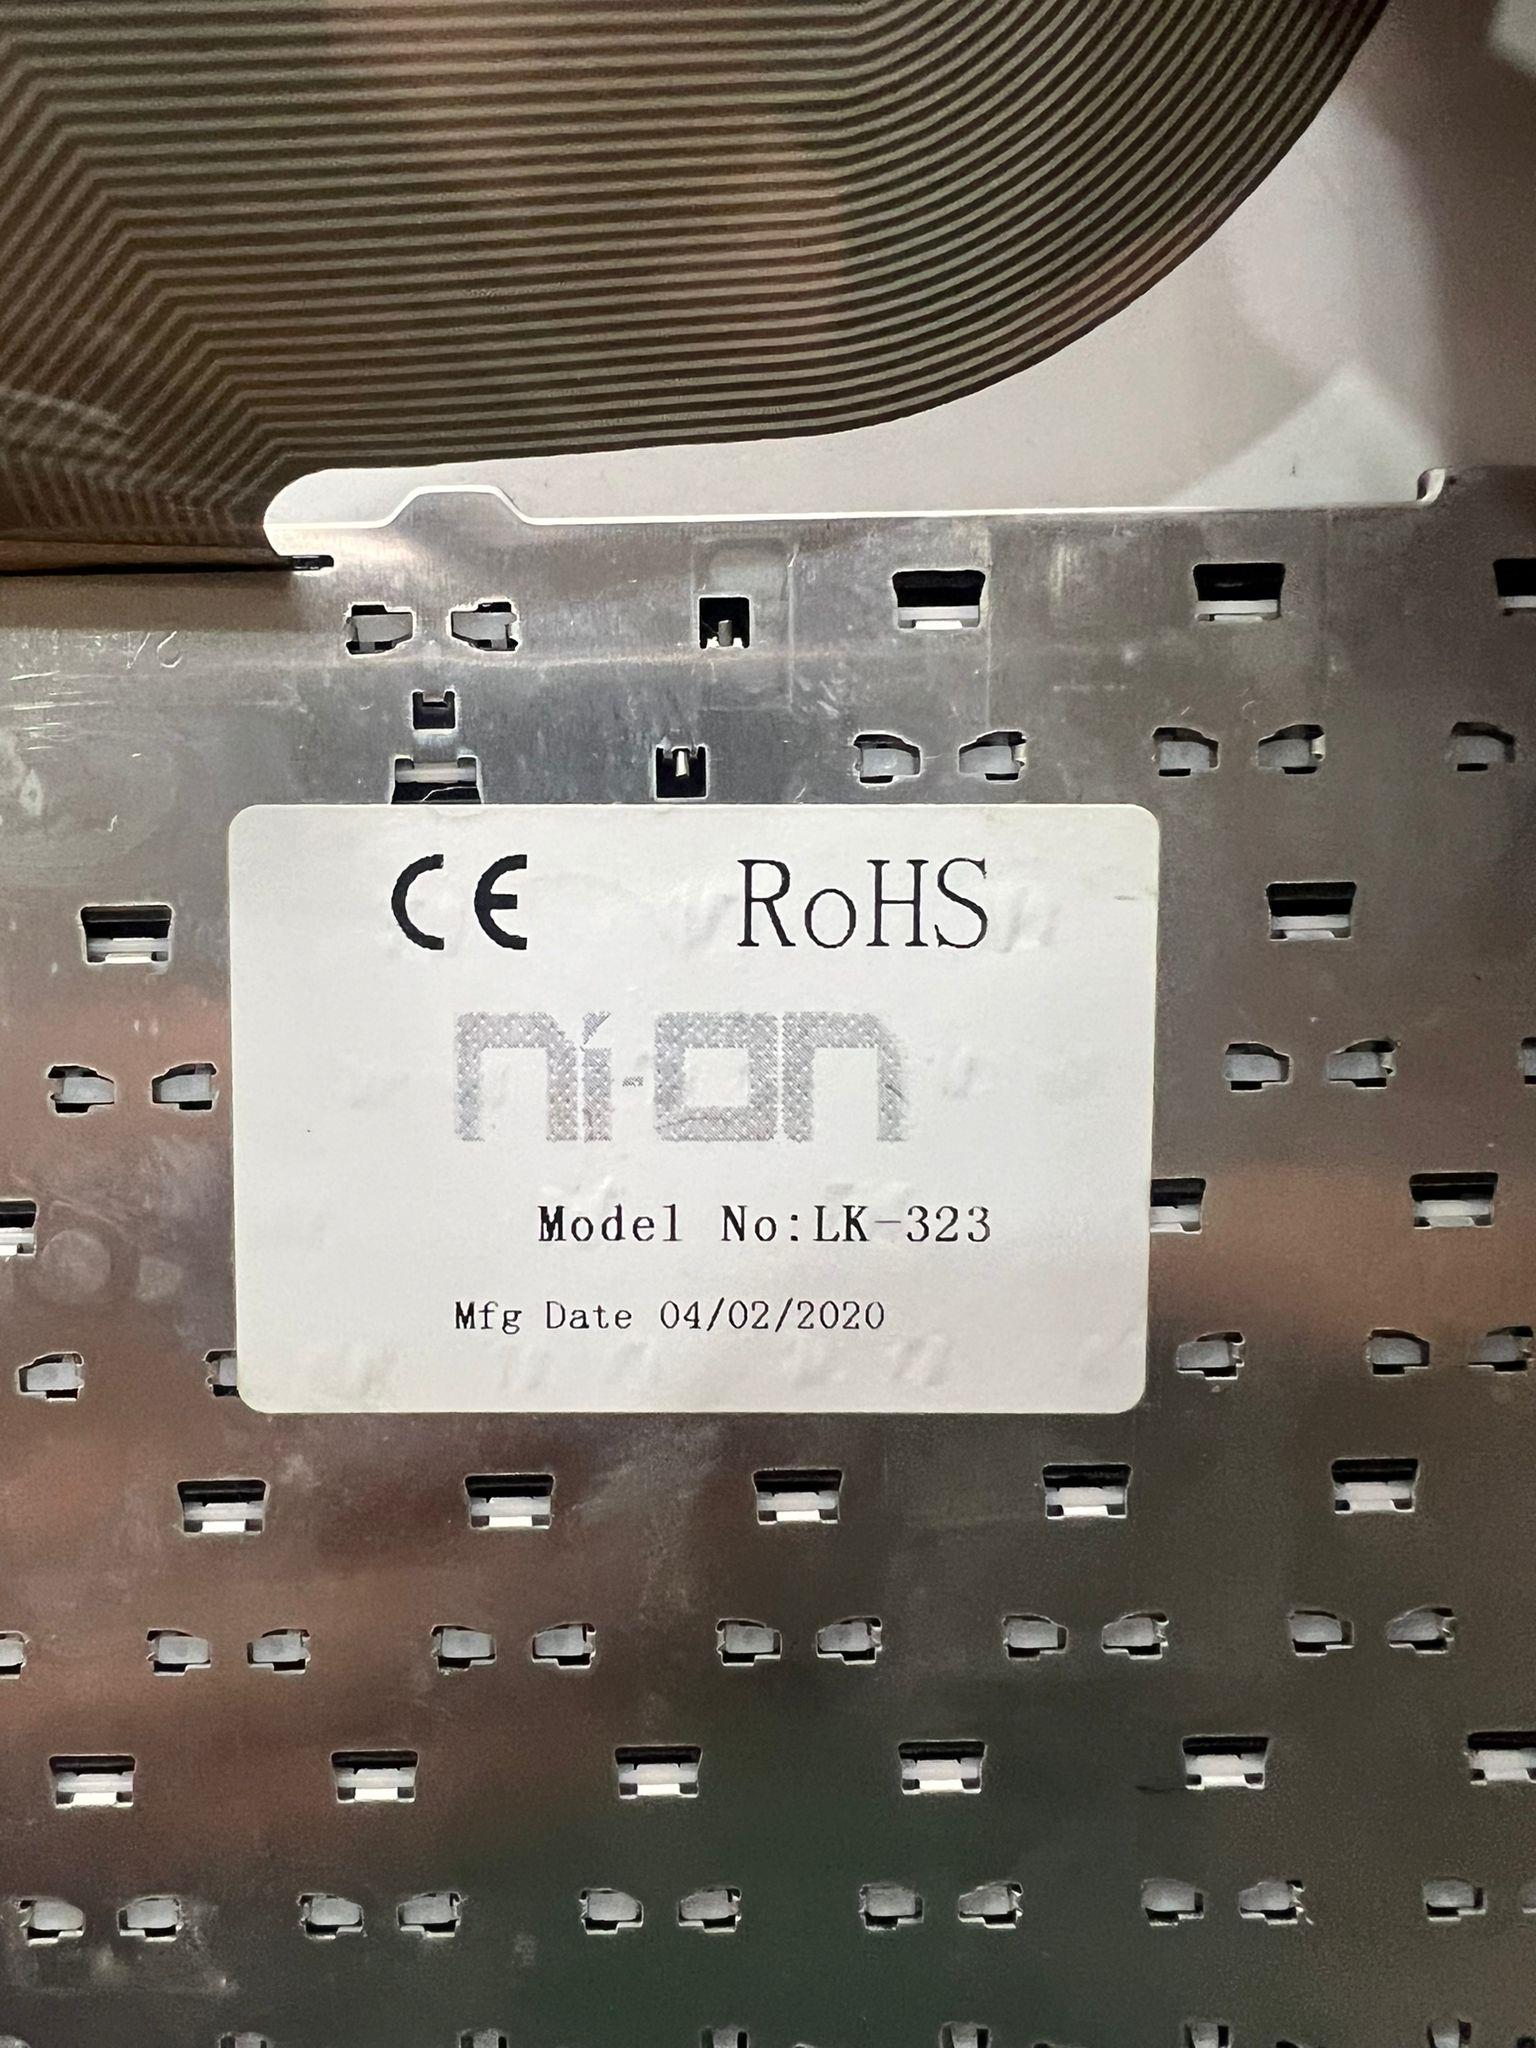 CE RoHS
ni-on
Model No:LK-323
Mfg Date 04/02/2020